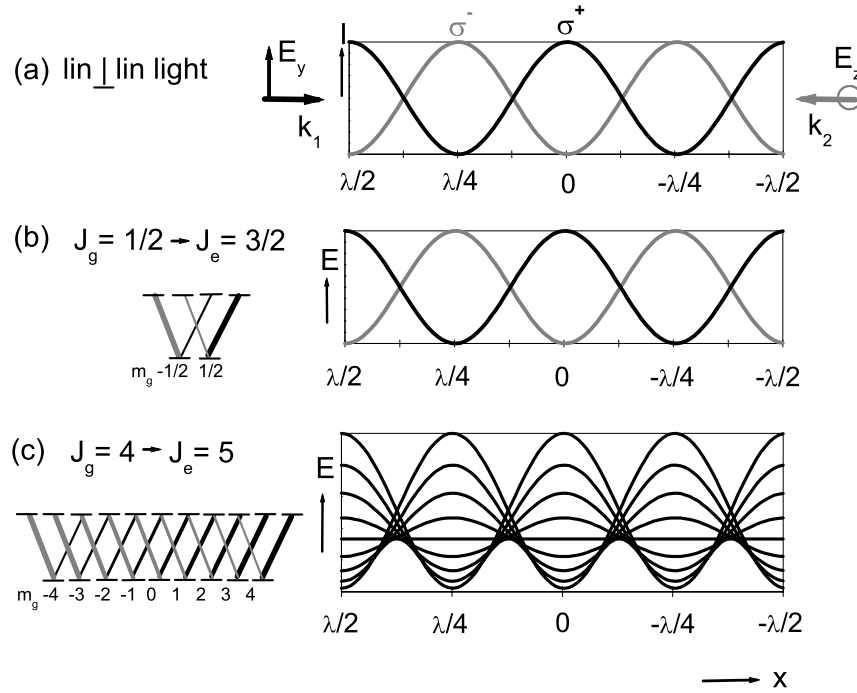 (a) lin ⊥ lin light
E_y
k_1
I
σ^-
σ^+
E_z
k_2
λ/2 λ/4 0 -λ/4 -λ/2
(b) J_g = 1/2 → J_e = 3/2
m_g -1/2 1/2
E
λ/2 λ/4 0 -λ/4 -λ/2
(c) J_g = 4 → J_e = 5
m_g -4 -3 -2 -1 0 1 2 3 4
E
λ/2 λ/4 0 -λ/4 -λ/2
x